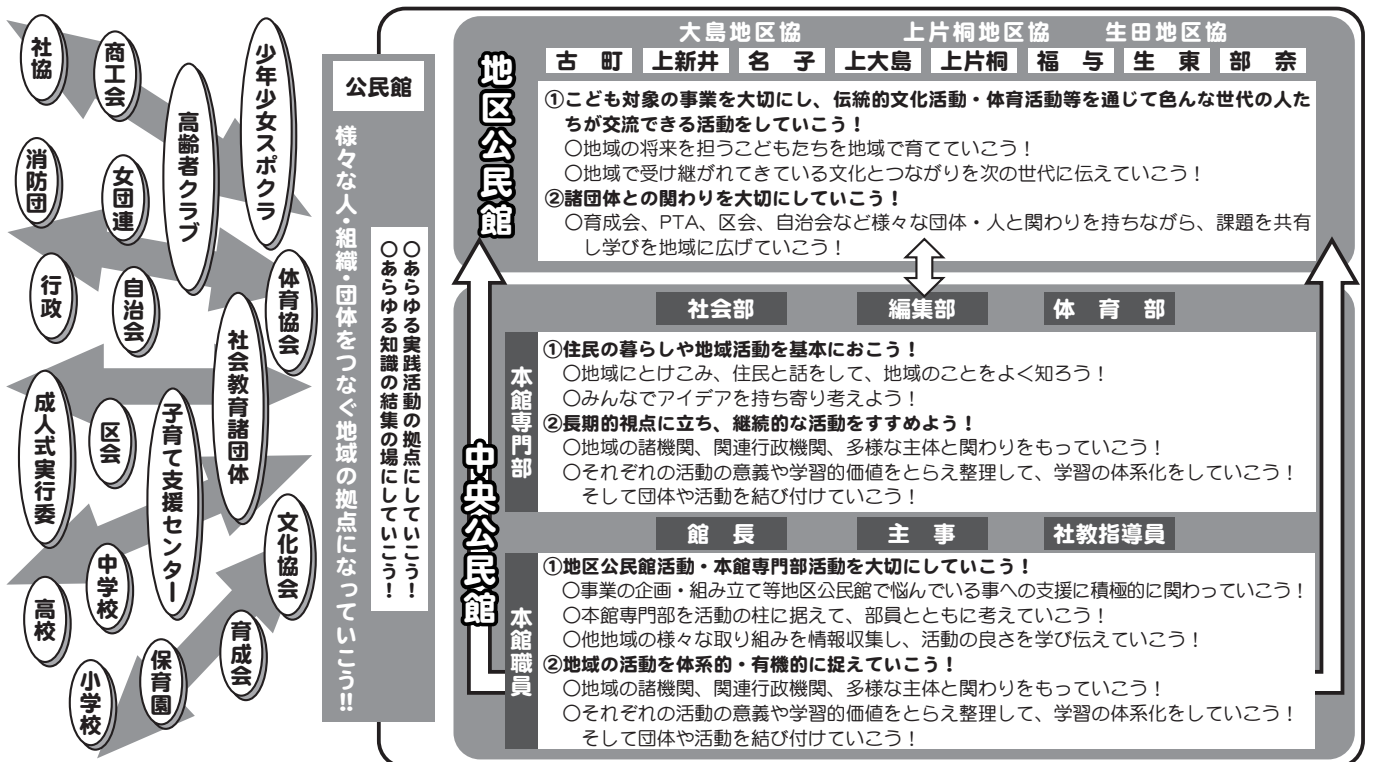 社協
商工会
高齢者クラブ
少年少女スポクラ
消防団
女団連
行政
自治会
体育協会
社会教育諸団体
成人式実行委
区会
子育て支援センター
文化協会
高校
中学校
育成会
保育園
小学校
公民館
様々な人・組織・団体をつなぐ地域の拠点になっていこう!!
○あらゆる実践活動の拠点にしていこう！
○あらゆる知識の結集の場にしていこう！
地区公民館
大島地区協　上片桐地区協　生田地区協
古　町　上新井　名　子　上大島　上片桐　福　与　生　東　部　奈
①こども対象の事業を大切にし、伝統的文化活動・体育活動等を通じて色んな世代の人た
ちが交流できる活動をしていこう！
○地域の将来を担うこどもたちを地域で育てていこう！
○地域で受け継がれてきている文化とつながりを次の世代に伝えていこう！
②諸団体との関わりを大切にしていこう！
○育成会、PTA、区会、自治会など様々な団体・人と関わりを持ちながら、課題を共有
し学びを地域に広げていこう！
中央公民館
社会部　編集部　体　育　部
本館専門部
①住民の暮らしや地域活動を基本におこう！
○地域にとけこみ、住民と話をして、地域のことをよく知ろう！
○みんなでアイデアを持ち寄り考えよう！
②長期的視点に立ち、継続的な活動をすすめよう！
○地域の諸機関、関連行政機関、多様な主体と関わりをもっていこう！
○それぞれの活動の意義や学習的価値をとらえ整理して、学習の体系化をしていこう！
そして団体や活動を結び付けていこう！
館　長　主　事　社教指導員
本館職員
①地区公民館活動・本館専門部活動を大切にしていこう！
○事業の企画・組み立て等地区公民館で悩んでいる事への支援に積極的に関わっていこう！
○本館専門部を活動の柱に据えて、部員とともに考えていこう！
○他地域の様々な取り組みを情報収集し、活動の良さを学び伝えていこう！
②地域の活動を体系的・有機的に捉えていこう！
○地域の諸機関、関連行政機関、多様な主体と関わりをもっていこう！
○それぞれの活動の意義や学習的価値をとらえ整理して、学習の体系化をしていこう！
そして団体や活動を結び付けていこう！